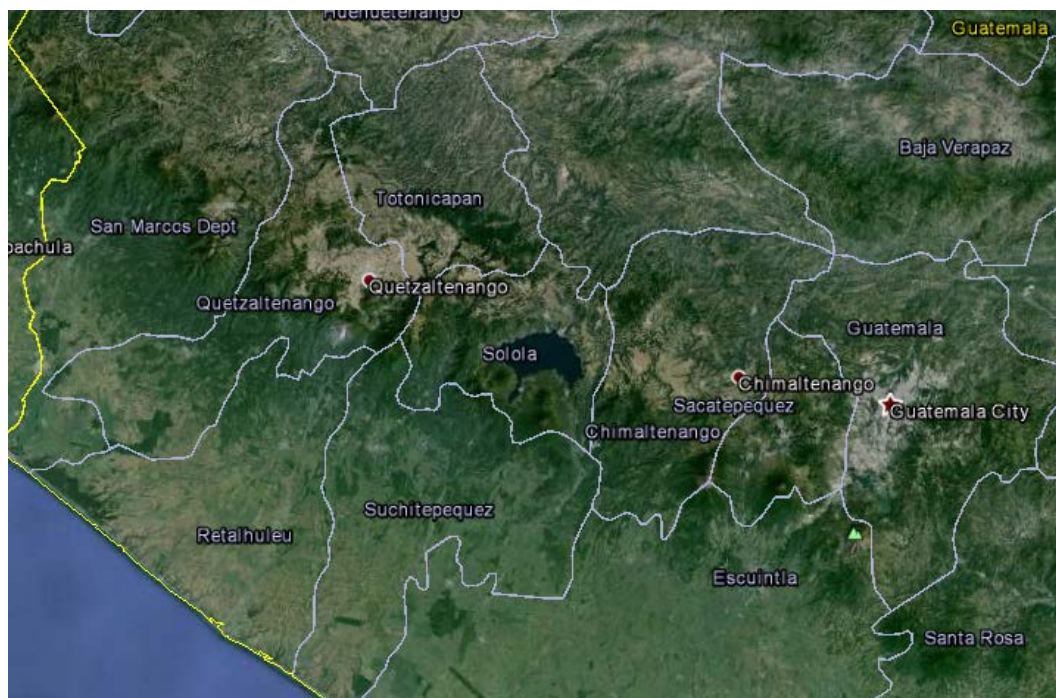 Huehuetenango
Guatemala
Baja Verapaz
Totonicapan
San Marcos Dept
Quetzaltenango
Quetzaltenango
Guatemala
Solola
Chimaltenango
Sacatepequez
Guatemala City
Chimaltenango
Suchitepequez
Retalhuleu
Escuintla
Santa Rosa